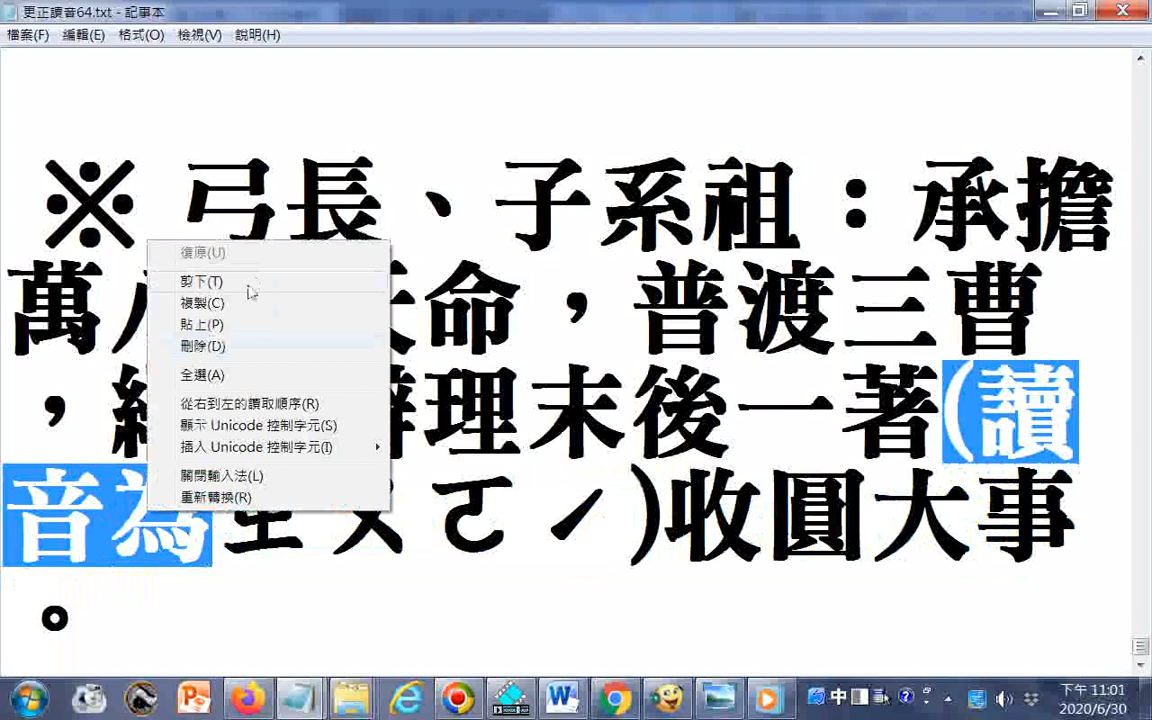 更正讀音64.txt - 記事本
檔案(F) 編輯(E) 格式(O) 檢視(V) 說明(H)
※ 弓長、子系祖：承擔
萬
天命，普渡三曹
，
辦理末後一著(讀
音為ㄓㄨㄛˊ)收圓大事
。
復原(U)
剪下(T)
複製(C)
貼上(P)
刪除(D)
全選(A)
從右到左的讀取順序(R)
顯示 Unicode 控制字元(S)
插入 Unicode 控制字元(I)
關閉輸入法(L)
重新轉換(R)
中
下午 11:01
2020/6/30